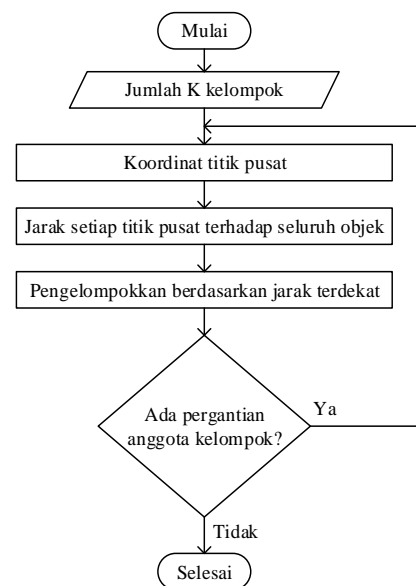 Mulai
Jumlah K kelompok
Koordinat titik pusat
Jarak setiap titik pusat terhadap seluruh objek
Pengelompokkan berdasarkan jarak terdekat
Ada pergantian
anggota kelompok?
Ya
Tidak
Selesai